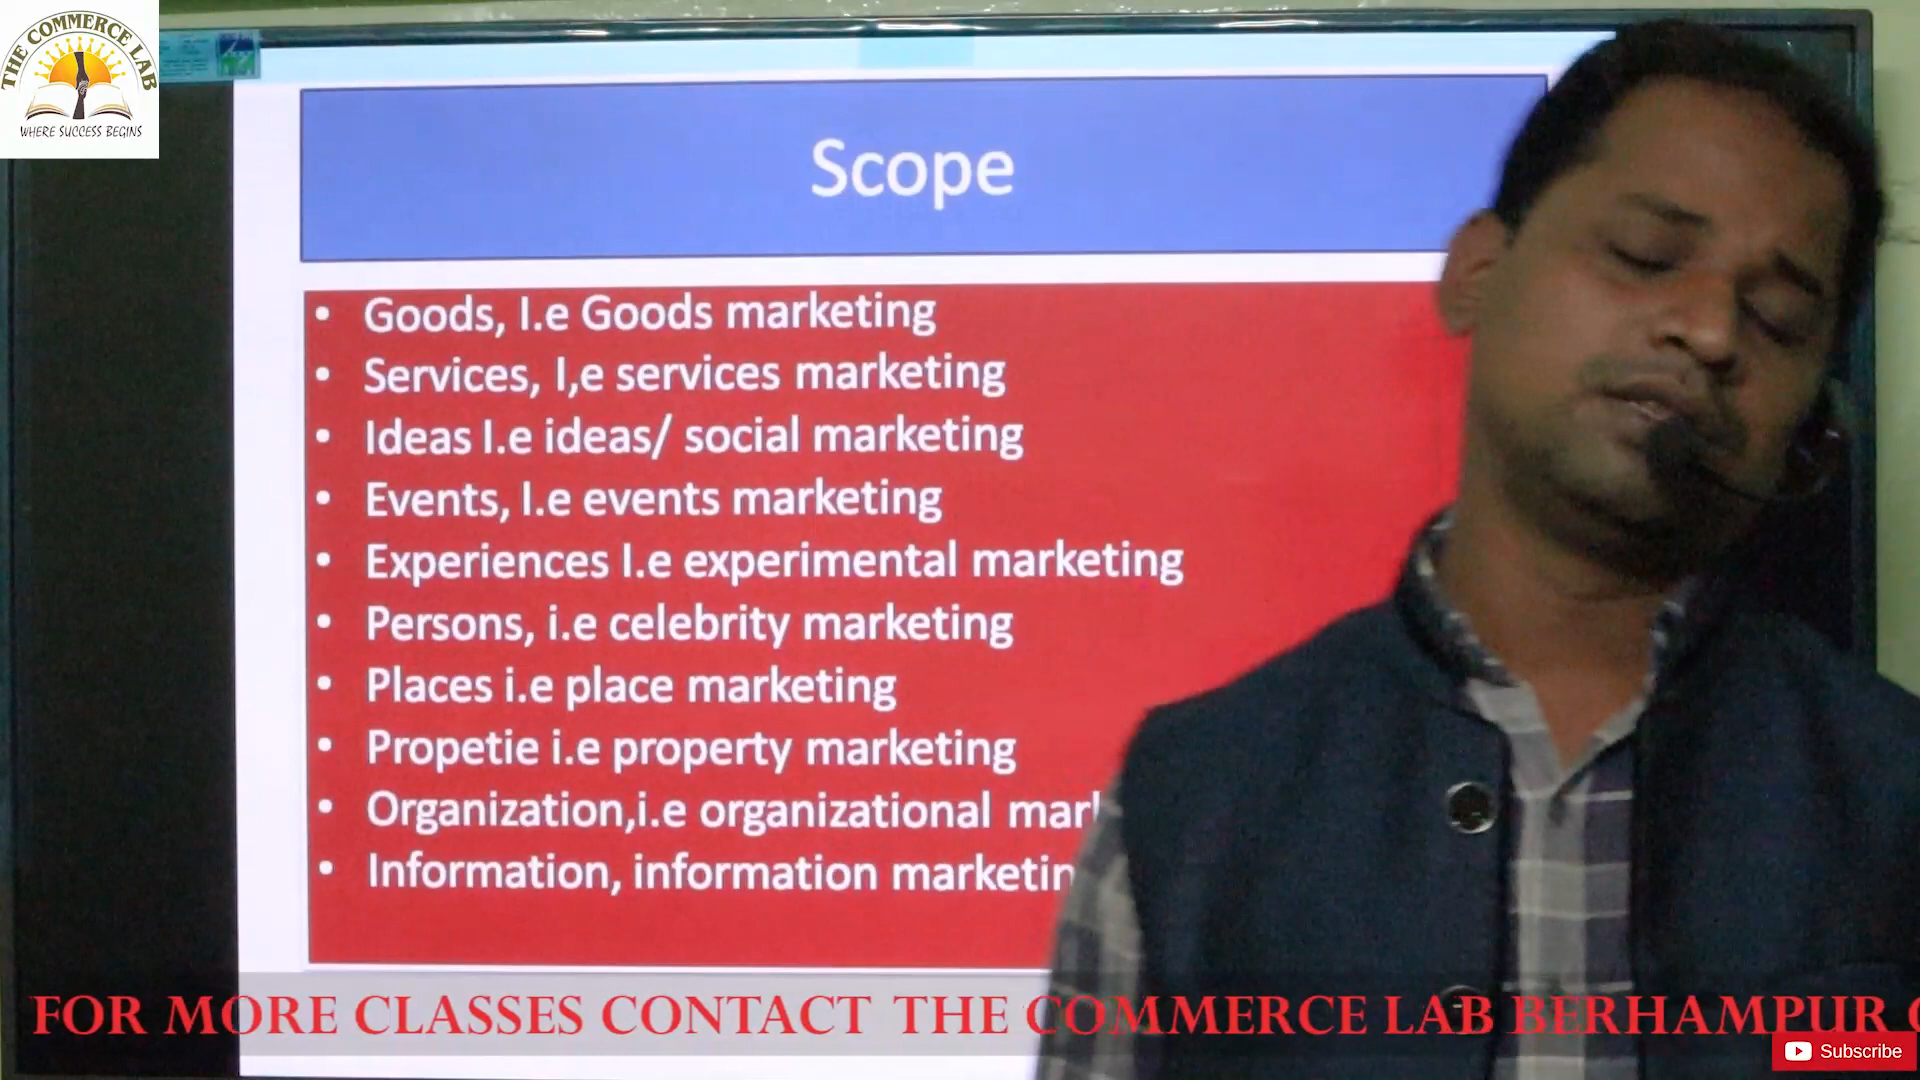 THE COMMERCE LAB
WHERE SUCCESS BEGINS
Scope
• Goods, I.e Goods marketing
• Services, I,e services marketing
• Ideas I.e ideas/ social marketing
• Events, I.e events marketing
• Experiences I.e experimental marketing
• Persons, i.e celebrity marketing
• Places i.e place marketing
• Propetie i.e property marketing
• Organization,i.e organizational mark
• Information, information marketin
FOR MORE CLASSES CONTACT THE COMMERCE LAB BERHAMPUR
Subscribe